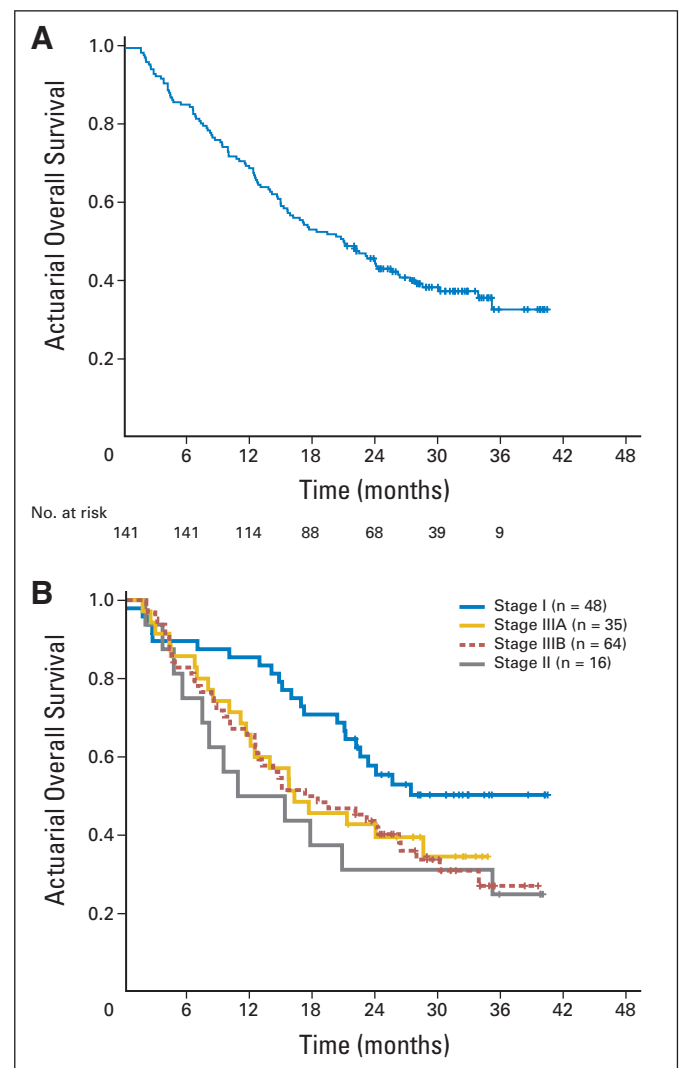 A
Actuarial Overall Survival
1.0
0.8
0.6
0.4
0.2
0 6 12 18 24 30 36 42 48
Time (months)
No. at risk
141 141 114 88 68 39 9
B
Actuarial Overall Survival
1.0
0.8
0.6
0.4
0.2
Stage I (n = 48)
Stage IIIA (n = 35)
Stage IIIB (n = 64)
Stage II (n = 16)
0 6 12 18 24 30 36 42 48
Time (months)